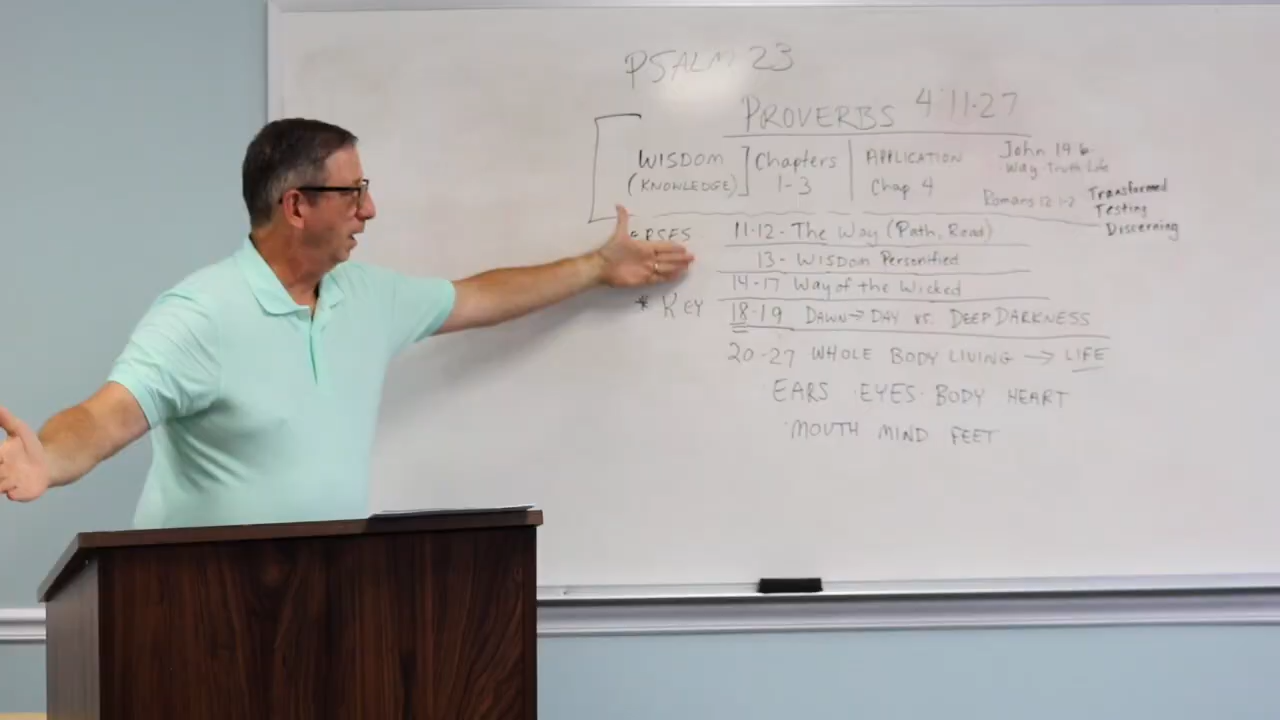 PSALM 23
PROVERBS 4:11-27
WISDOM ] Chapters | APPLICATION John 14 6
(KNOWLEDGE) 1-3 Chap 4 Way · Truth Life
Romans 12 1-2 Transformed
Testing
Discerning
ERSES 11-12 - The Way (Path, Road)
13 - WISDOM Personified
14-17 Way of the Wicked
* KEY 18-19 DAWN → DAY vs. DEEP DARKNESS
20-27 WHOLE BODY LIVING → LIFE
EARS · EYES · BODY HEART
· MOUTH MIND FEET